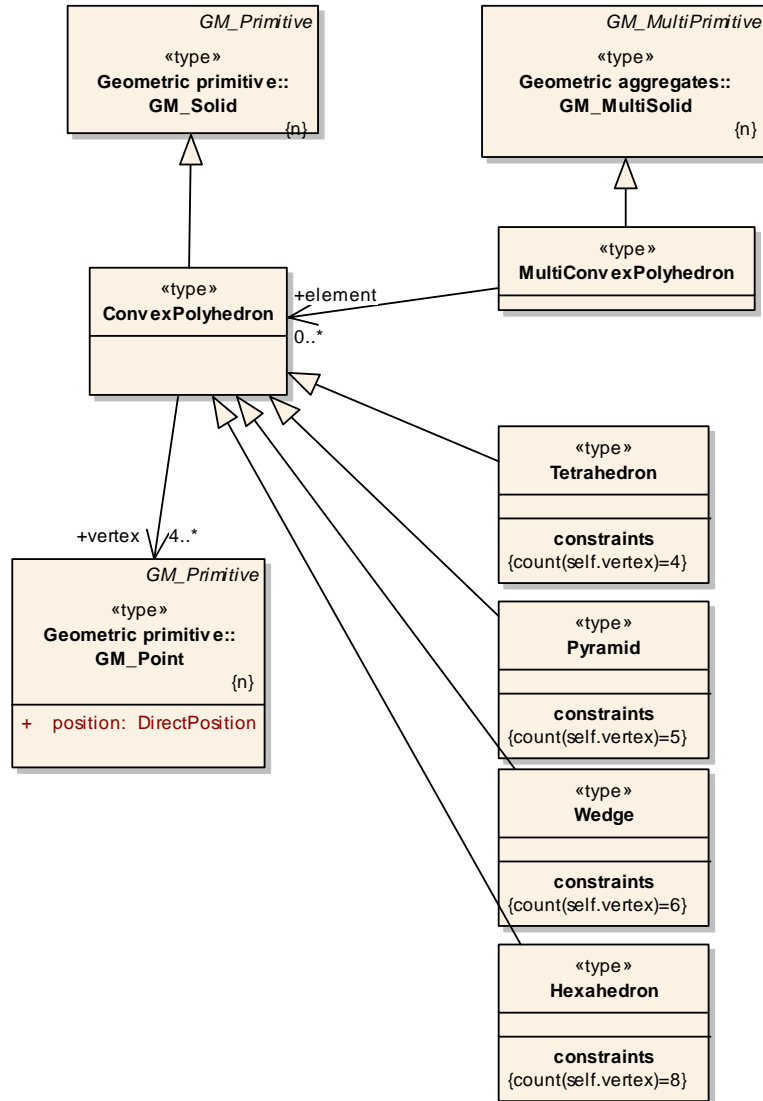 GM_Primitive
«type»
Geometric primitive::
GM_Solid
{n}
GM_MultiPrimitive
«type»
Geometric aggregates::
GM_MultiSolid
{n}
«type»
ConvexPolyhedron
«type»
MultiConvexPolyhedron
+element
0..*
+vertex
4..*
GM_Primitive
«type»
Geometric primitive::
GM_Point
{n}
+ position: DirectPosition
«type»
Tetrahedron
constraints
{count(self.vertex)=4}
«type»
Pyramid
constraints
{count(self.vertex)=5}
«type»
Wedge
constraints
{count(self.vertex)=6}
«type»
Hexahedron
constraints
{count(self.vertex)=8}